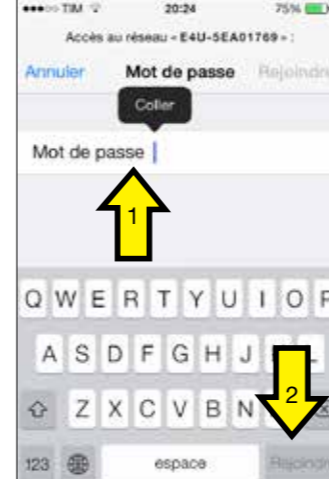 TIM 20:24 75%
Accès au réseau « E4U-5EA01769 » :
Annuler Mot de passe Rejoindre
Coller
Mot de passe
1
Q W E R T Y U I O P
A S D F G H J L
2
Z X C V B N
123 espace Rejoindre